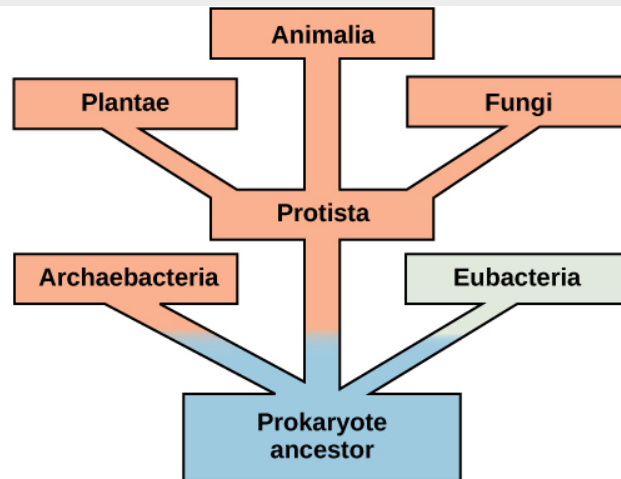 Animalia
Plantae
Fungi
Protista
Archaebacteria
Eubacteria
Prokaryote
ancestor